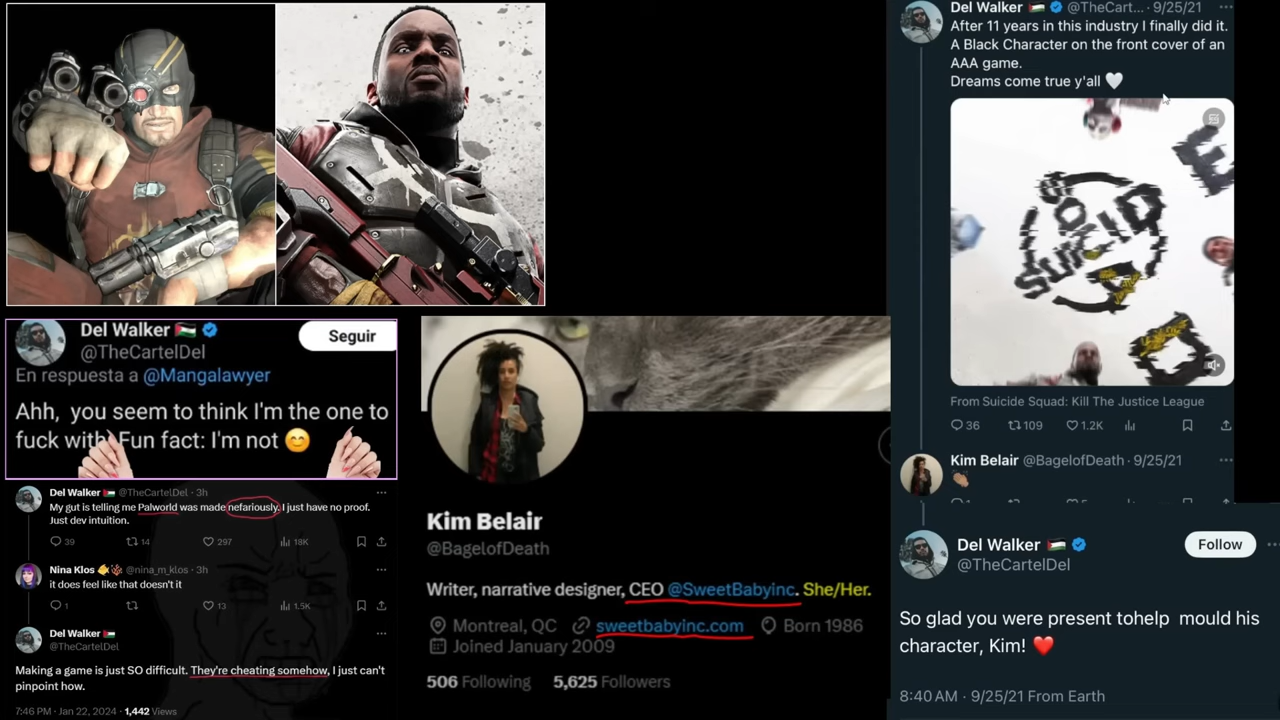 Del Walker
@TheCartelDel
Seguir
En respuesta a @Mangalawyer
Ahh, you seem to think I'm the one to
fuck with. Fun fact: I'm not
Del Walker @TheCartelDel · 3h
My gut is telling me Palworld was made nefariously. I just have no proof.
Just dev intuition.
39 14 297 18K
Nina Klos @nina_m_klos · 3h
it does feel like that doesn't it
1 13 1.5K
Del Walker
@TheCartelDel
Making a game is just SO difficult. They're cheating somehow, I just can't
pinpoint how.
7:46 PM · Jan 22, 2024 · 1,442 Views
Kim Belair
@BagelofDeath
Writer, narrative designer, CEO @SweetBabyinc. She/Her.
Montreal, QC sweetbabyinc.com Born 1986
Joined January 2009
506 Following 5,625 Followers
Del Walker @TheCart... · 9/25/21
After 11 years in this industry I finally did it.
A Black Character on the front cover of an
AAA game.
Dreams come true y'all
SUICID
From Suicide Squad: Kill The Justice League
36 109 1.2K
Kim Belair @BagelofDeath · 9/25/21
Del Walker
@TheCartelDel
Follow
So glad you were present tohelp mould his
character, Kim!
8:40 AM · 9/25/21 From Earth